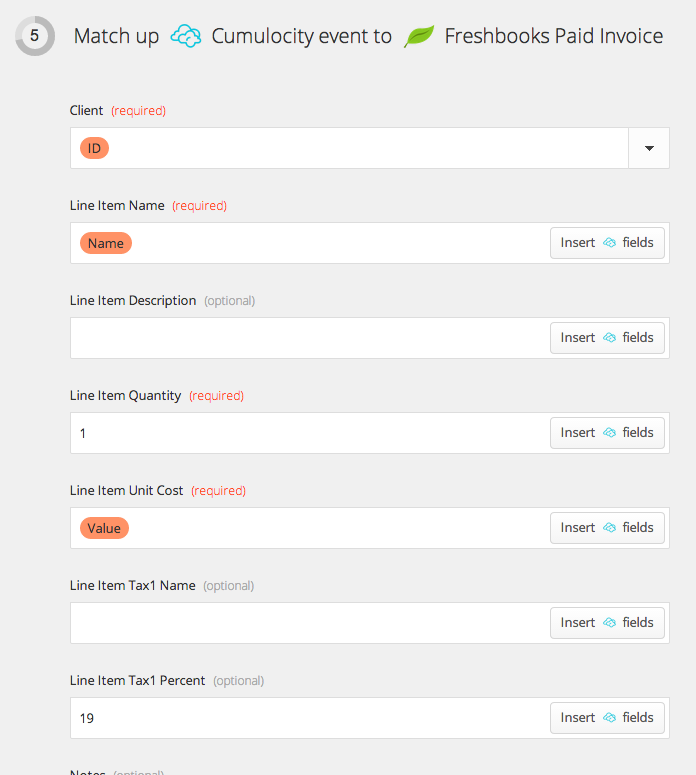 5 Match up Cumulocity event to Freshbooks Paid Invoice
Client (required)
ID
Line Item Name (required)
Name Insert fields
Line Item Description (optional)
Insert fields
Line Item Quantity (required)
1 Insert fields
Line Item Unit Cost (required)
Value Insert fields
Line Item Tax1 Name (optional)
Insert fields
Line Item Tax1 Percent (optional)
19 Insert fields
Notes (optional)